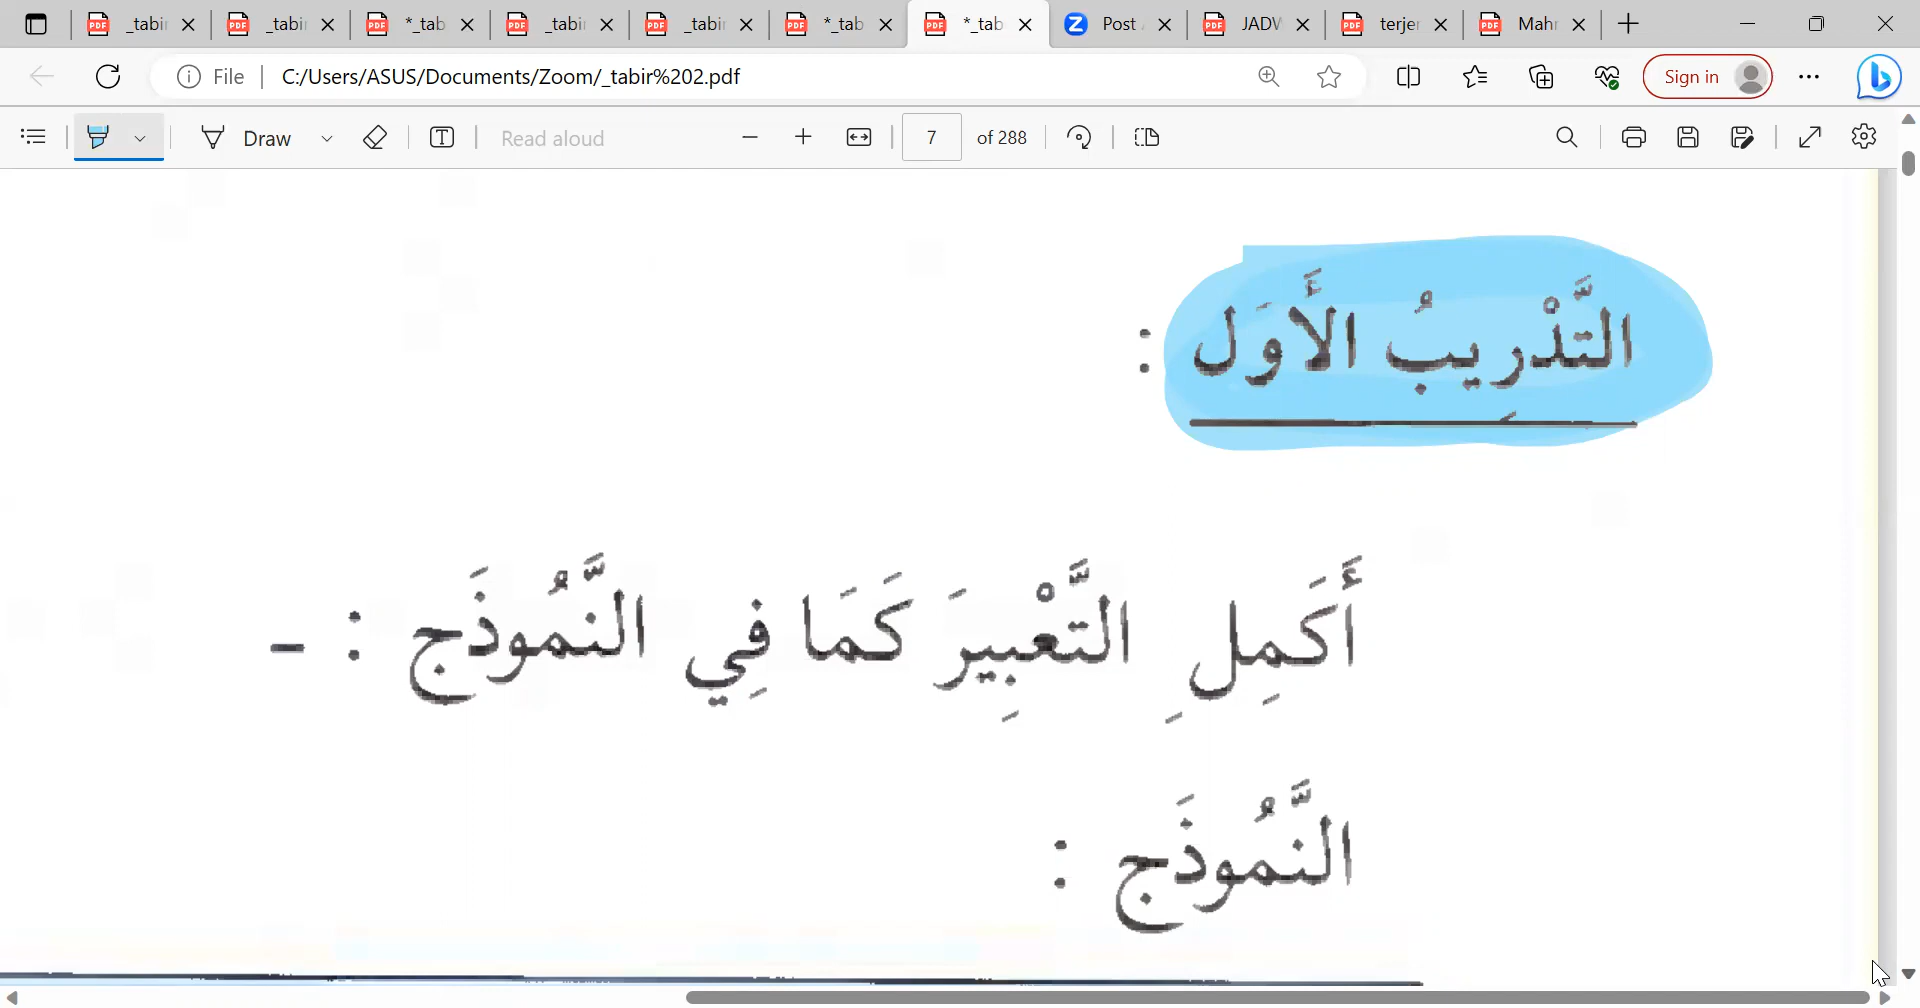 _tabi
_tabi
*_tab
_tabi
_tabi
*_tab
*_tab
Post
JADW
terje
Mahr
File
C:/Users/ASUS/Documents/Zoom/_tabir%202.pdf
Sign in
Draw
Read aloud
7 of 288
التَّدْرِيبُ الأَوَل :
أَكَمِلِ التَّعْبِيرَ كَمَا فِي النَّمُوذَج : -
النَّمُوذَج :